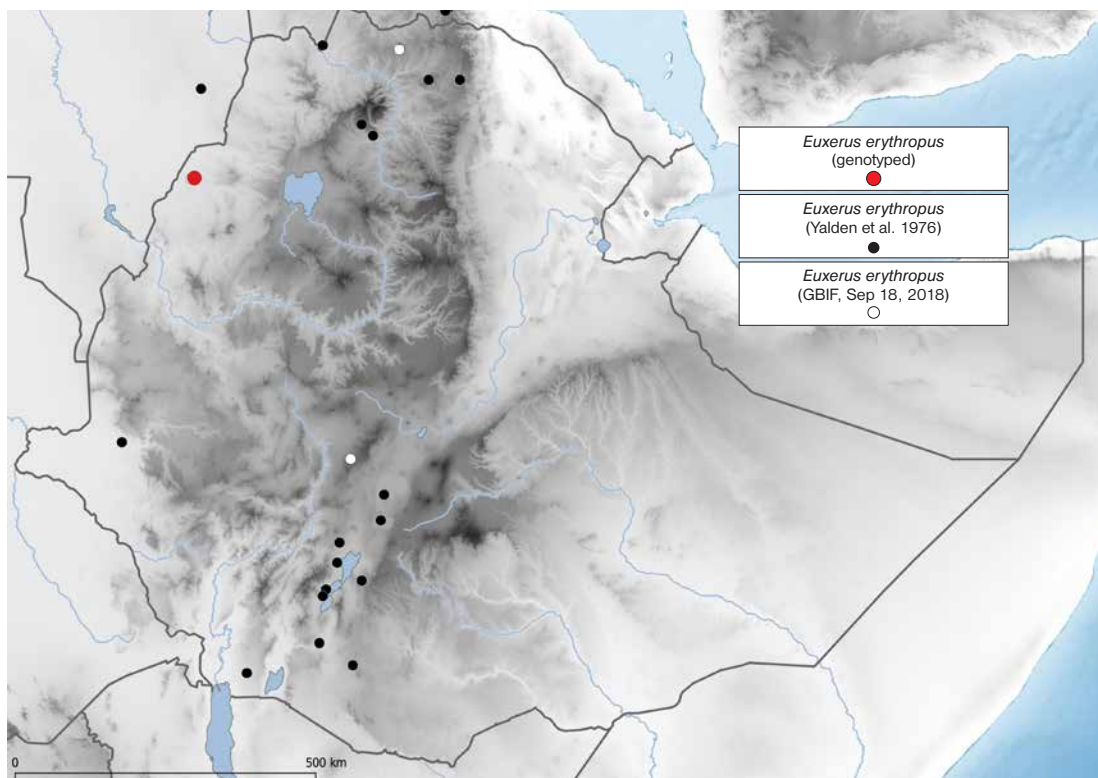 Euxerus erythropus
(genotyped)
Euxerus erythropus
(Yalden et al. 1976)
Euxerus erythropus
(GBIF, Sep 18, 2018)
0
500 km